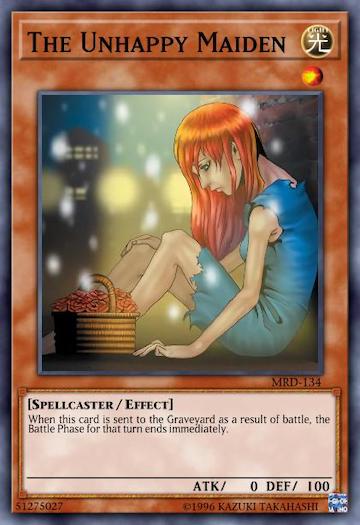 THE UNHAPPY MAIDEN
LIGHT
光
MRD-134
[SPELLCASTER / EFFECT]
When this card is sent to the Graveyard as a result of battle, the
Battle Phase for that turn ends immediately.
ATK/ 0 DEF/ 100
51275027
©1996 KAZUKI TAKAHASHI